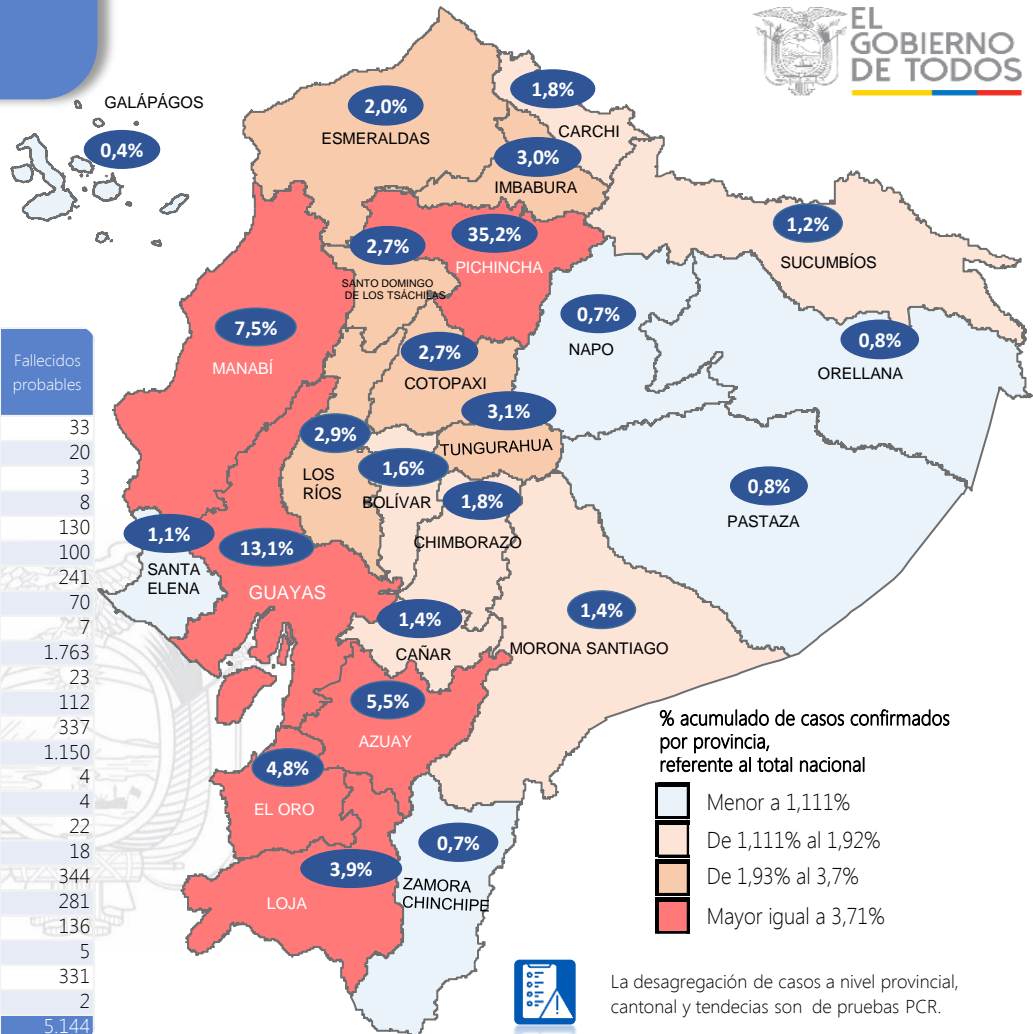 EL
GOBIERNO
DE TODOS
GALÁPÁGOS
0,4%
2,0%
ESMERALDAS
1,8%
CARCHI
3,0%
IMBABURA
1,2%
SUCUMBÍOS
2,7%
SANTO DOMINGO
DE LOS TSÁCHILAS
35,2%
PICHINCHA
7,5%
MANABÍ
0,7%
NAPO
0,8%
ORELLANA
2,7%
COTOPAXI
3,1%
TUNGURAHUA
2,9%
LOS
RÍOS
1,6%
BOLÍVAR
1,8%
CHIMBORAZO
0,8%
PASTAZA
1,1%
SANTA
ELENA
13,1%
GUAYAS
1,4%
CAÑAR
1,4%
MORONA SANTIAGO
5,5%
AZUAY
4,8%
EL ORO
3,9%
LOJA
0,7%
ZAMORA
CHINCHIPE
Fallecidos
probables
33
20
3
8
130
100
241
70
7
1.763
23
112
337
1.150
4
4
22
18
344
281
136
5
331
2
5.144
% acumulado de casos confirmados
por provincia,
referente al total nacional
Menor a 1,111%
De 1,111% al 1,92%
De 1,93% al 3,7%
Mayor igual a 3,71%
La desagregación de casos a nivel provincial,
cantonal y tendecias son de pruebas PCR.